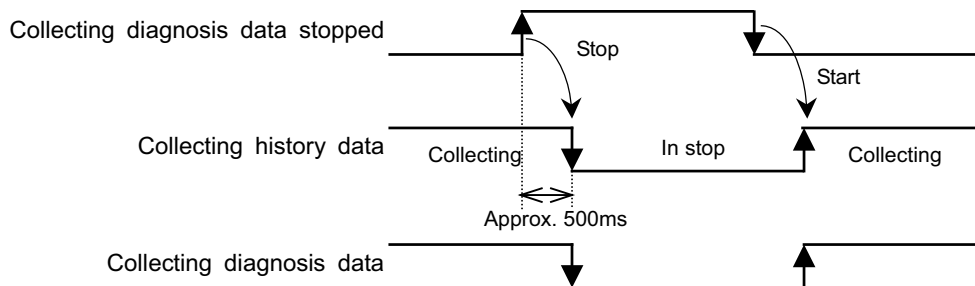 Collecting diagnosis data stopped
Stop
Start
Collecting history data
Collecting
In stop
Collecting
Approx. 500ms
Collecting diagnosis data